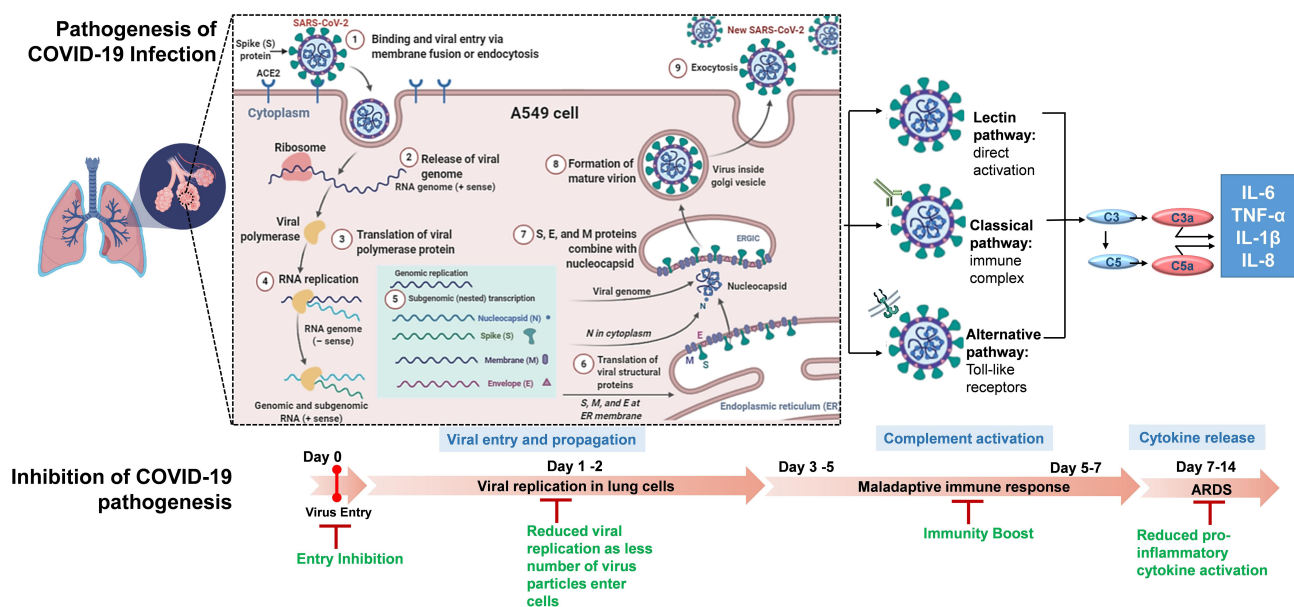 Pathogenesis of
COVID-19 Infection
SARS-CoV-2
Spike (S)
protein
ACE2
1
Binding and viral entry via
membrane fusion or endocytosis
New SARS-CoV-2
9
Exocytosis
Cytoplasm
A549 cell
Ribosome
2
Release of viral
genome
RNA genome (+ sense)
8
Formation of
mature virion
Virus inside
golgi vesicle
Viral
polymerase
3
Translation of viral
polymerase protein
7
S, E, and M proteins
combine with
nucleocapsid
ERGIC
4
RNA replication
RNA genome
(− sense)
Genomic and subgenomic
RNA (+ sense)
Genomic replication
5
Subgenomic (nested) transcription
Nucleocapsid (N)
Spike (S)
Membrane (M)
Envelope (E)
Viral genome
Nucleocapsid
N
N in cytoplasm
E
M
S
6
Translation of
viral structural
proteins
S, M, and E at
ER membrane
Endoplasmic reticulum (ER
Lectin
pathway:
direct
activation
Classical
pathway:
immune
complex
Alternative
pathway:
Toll-like
receptors
C3
C3a
C5
C5a
IL-6
TNF-α
IL-1β
IL-8
Viral entry and propagation
Complement activation
Cytokine release
Inhibition of COVID-19
pathogenesis
Day 0
Virus Entry
Entry Inhibition
Day 1 -2
Viral replication in lung cells
Reduced viral
replication as less
number of virus
particles enter
cells
Day 3 -5
Day 5-7
Maladaptive immune response
Immunity Boost
Day 7-14
ARDS
Reduced pro-
inflammatory
cytokine activation